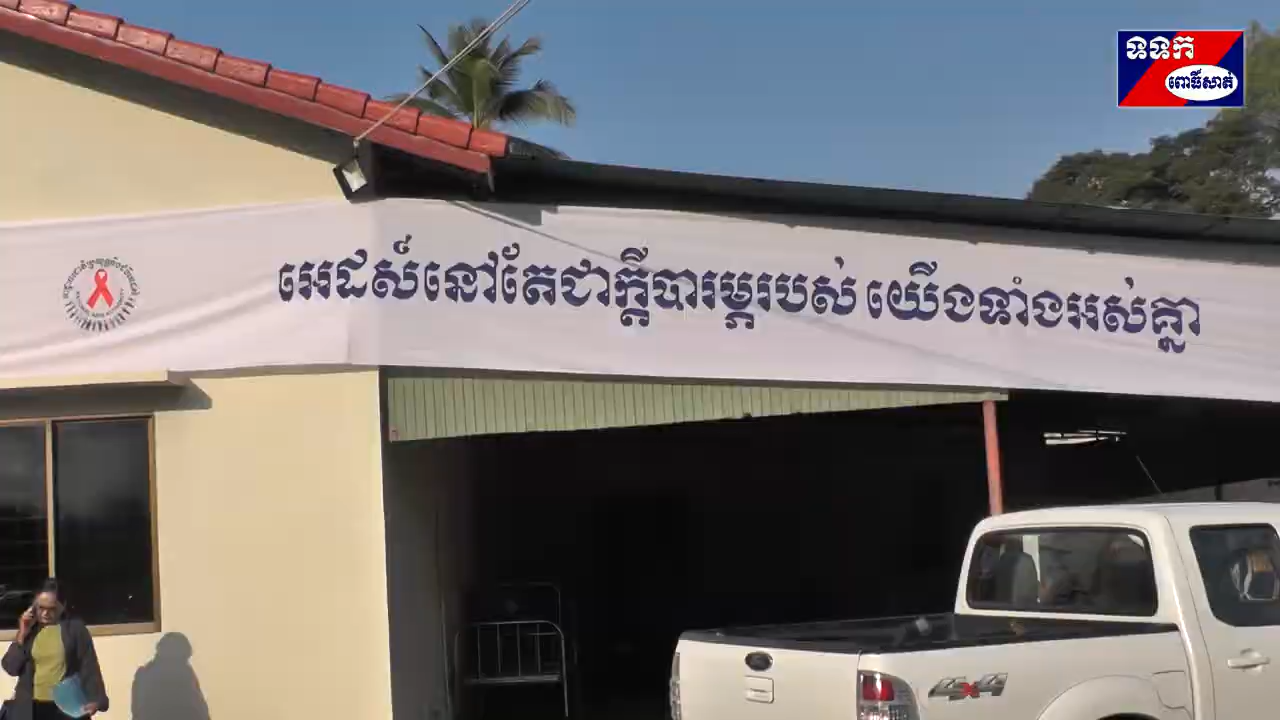 ទទក
ពោធិ៍សាត់
អេដស៍នៅតែជាក្តីបារម្ភរបស់ យើងទាំងអស់គ្នា
4x4